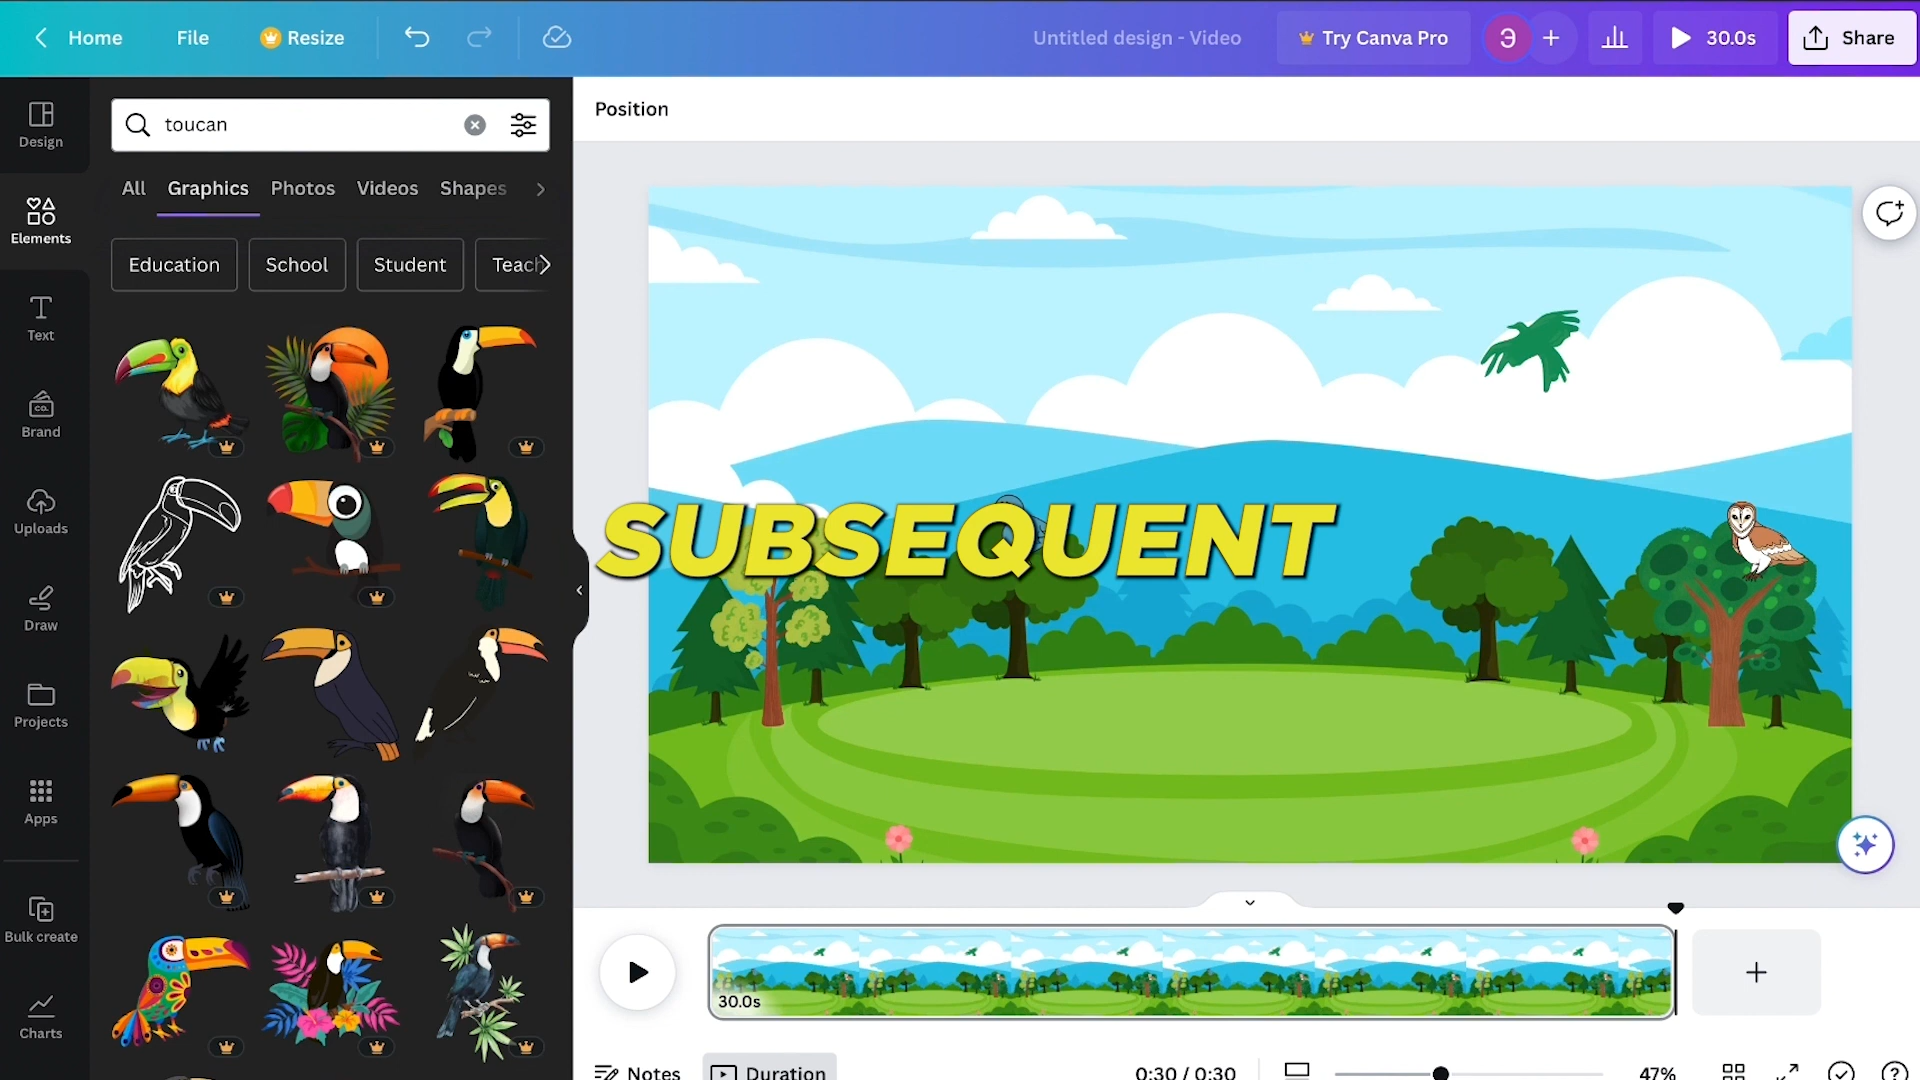 Home
File
Resize
Untitled design - Video
Try Canva Pro
Э
30.0s
Share
Design
Elements
Text
Brand
CO.
Uploads
Draw
Projects
Apps
Bulk create
Charts
toucan
All
Graphics
Photos
Videos
Shapes
Education
School
Student
Teach
Position
SUBSEQUENT
30.0s
Notes
Duration
0:30 / 0:30
47%